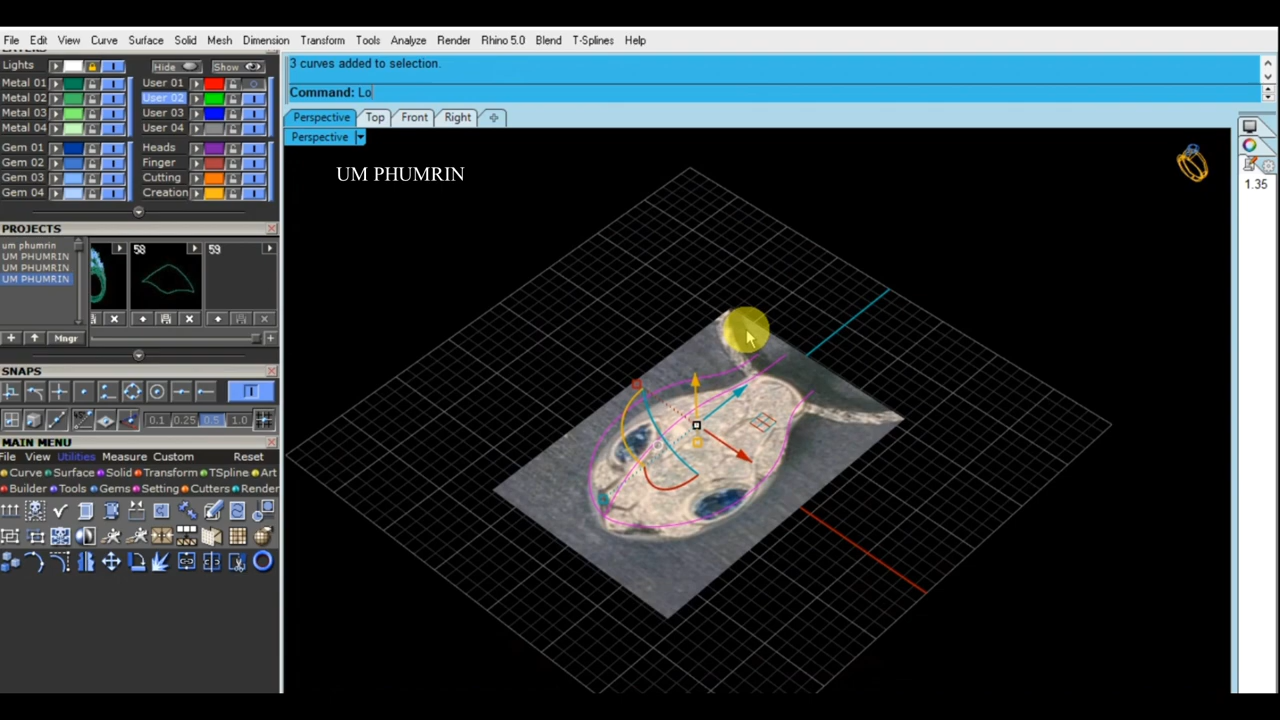 File Edit View Curve Surface Solid Mesh Dimension Transform Tools Analyze Render Rhino 5.0 Blend T-Splines Help
Lights Hide Show
Metal 01 User 01
Metal 02 User 02
Metal 03 User 03
Metal 04 User 04
Gem 01 Heads
Gem 02 Finger
Gem 03 Cutting
Gem 04 Creation
3 curves added to selection.
Command: Lo
Perspective Top Front Right
Perspective
UM PHUMRIN
1.35
PROJECTS
um phumrin
UM PHUMRIN
UM PHUMRIN
UM PHUMRIN
58 59
Mngr
SNAPS
0.1 0.25 0.5 1.0
MAIN MENU
File View Utilities Measure Custom Reset
Curve Surface Solid Transform TSpline Art
Builder Tools Gems Setting Cutters Render